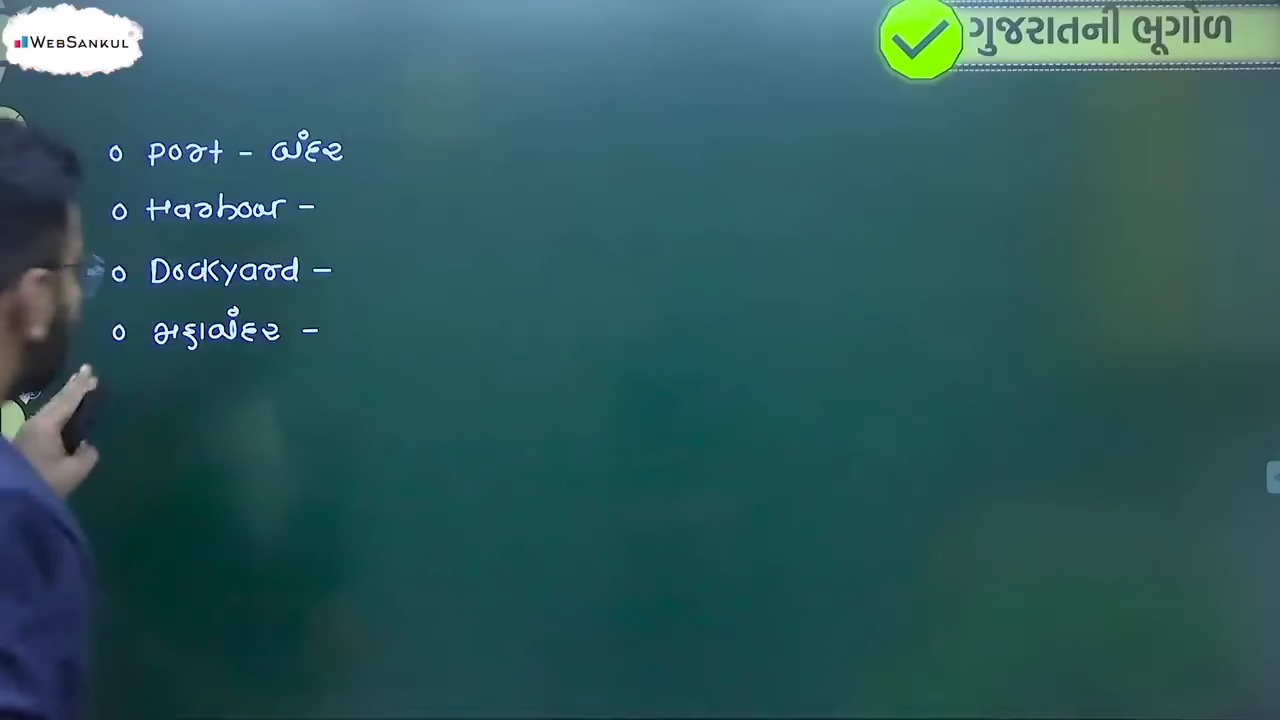 WEBSANKUL
ગુજરાતની ભૂગોળ
o Port - બંદર
o Harbour -
o Dockyard -
o મહાબંદર -